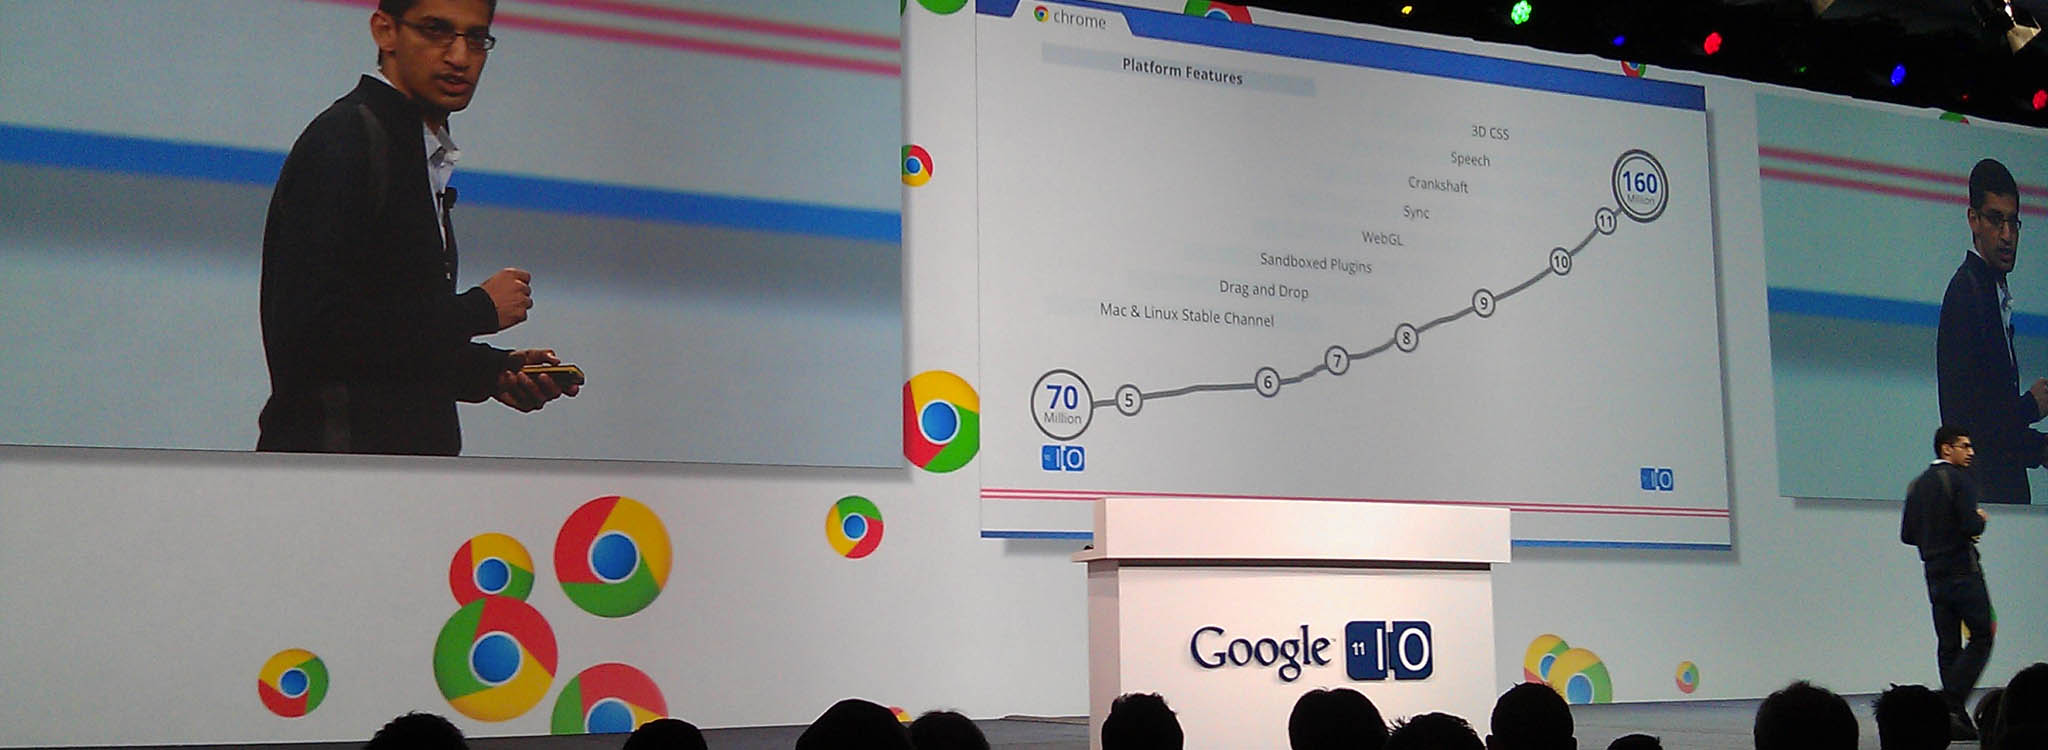 chrome
Platform Features
3D CSS
Speech
Crankshaft
Sync
WebGL
Sandboxed Plugins
Drag and Drop
Mac & Linux Stable Channel
160
Million
11
10
9
8
7
6
5
70
Million
10 IO
IO
Google 11 IO